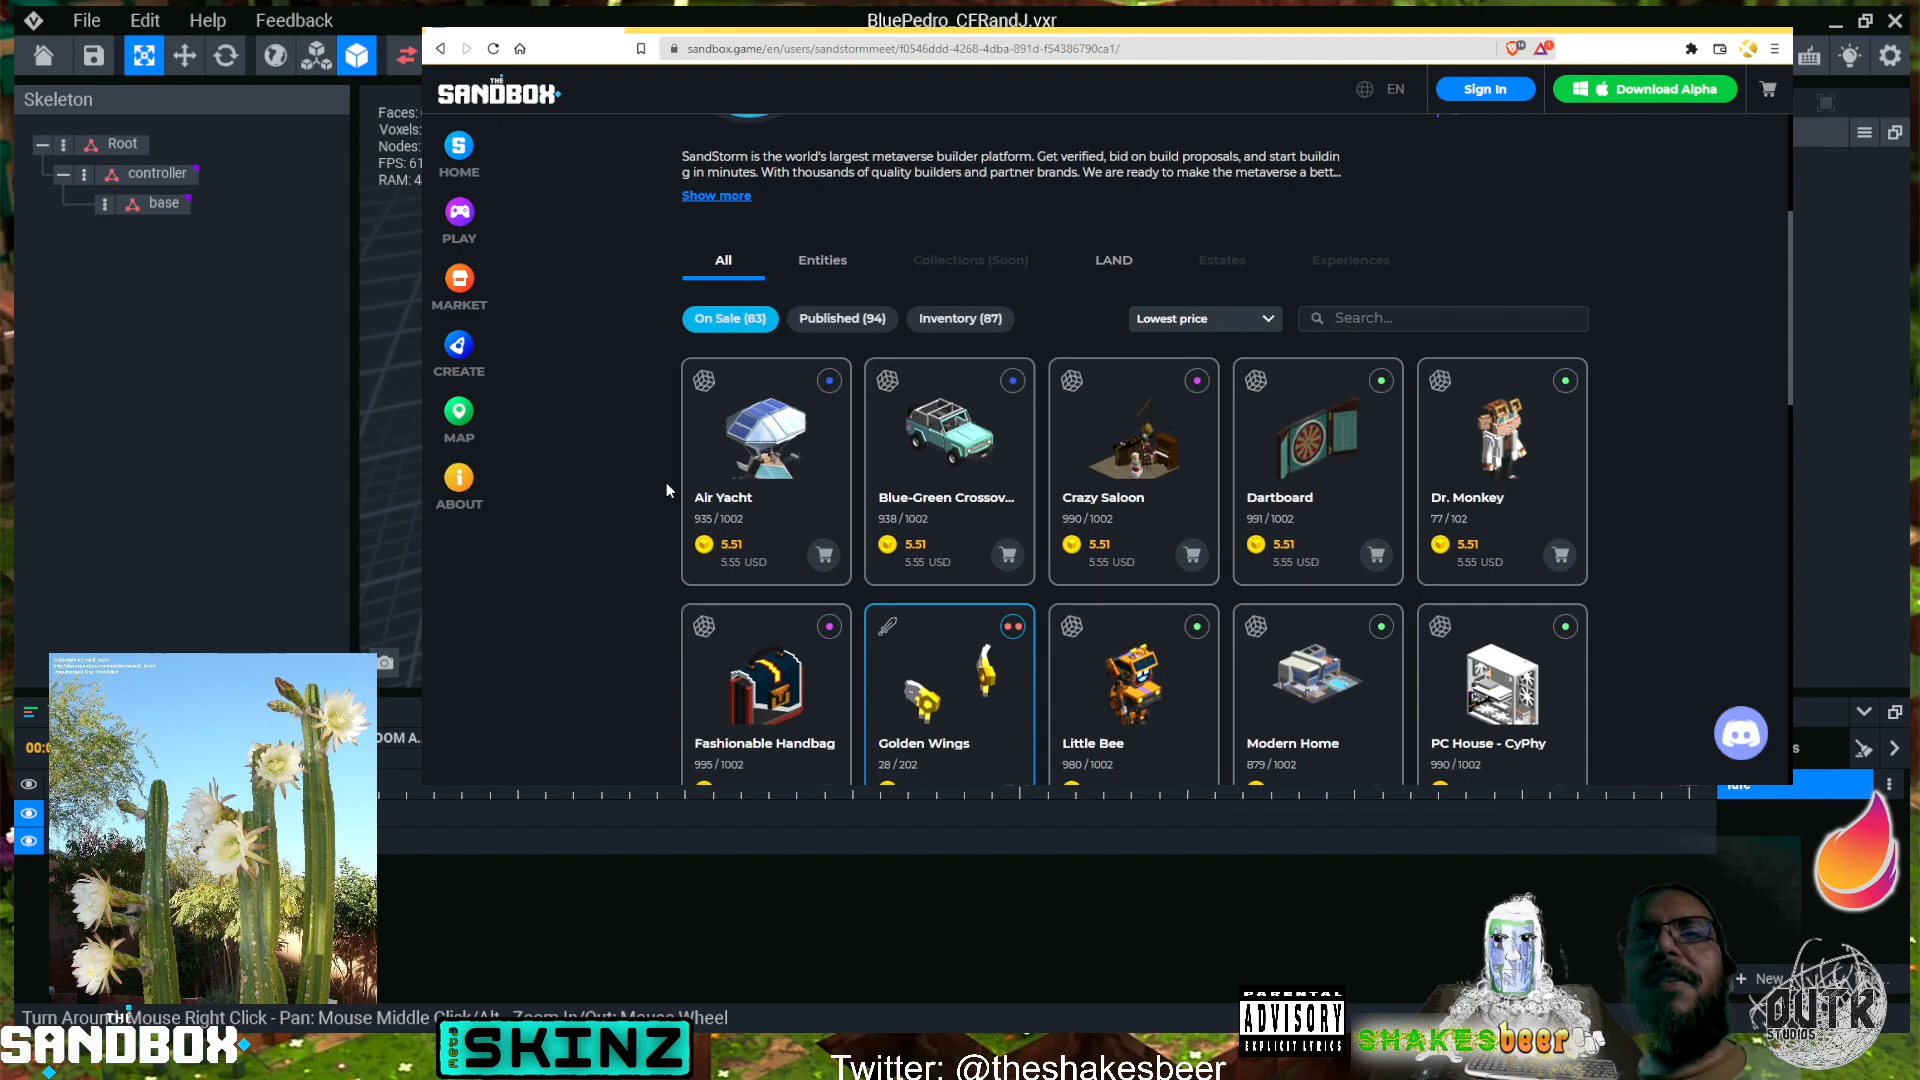 File Edit Help Feedback
BluePedro_CFRandJ.vxr
sandbox.game/en/users/sandstormmeet/f0546ddd-4268-4dba-891d-f54386790ca1/
Skeleton
Root
controller
base
Faces:
Voxels:
Nodes:
FPS: 61
RAM: 4
THE
SANDBOX
EN
Sign In
Download Alpha
HOME
PLAY
MARKET
CREATE
MAP
ABOUT
SandStorm is the world's largest metaverse builder platform. Get verified, bid on build proposals, and start buildin
g in minutes. With thousands of quality builders and partner brands. We are ready to make the metaverse a bett...
Show more
All Entities Collections (Soon) LAND Estates Experiences
On Sale (83) Published (94) Inventory (87) Lowest price Search...
Air Yacht Blue-Green Crossov... Crazy Saloon Dartboard Dr. Monkey
935/1002 938/1002 990/1002 991/1002 77/102
5.51 5.51 5.51 5.51 5.51
5.55 USD 5.55 USD 5.55 USD 5.55 USD 5.55 USD
Fashionable Handbag Golden Wings Little Bee Modern Home PC House - CyPhy
995/1002 28/202 980/1002 879/1002 990/1002
OOM A...
Idle
New
Turn Around: Mouse Right Click - Pan: Mouse Middle Click/Alt - Zoom In/Out: Mouse Wheel
THE
SANDBOX
SKINZ
PARENTAL
ADVISORY
EXPLICIT LYRICS
SHAKESbeer
OUTK
STUDIOS
Twitter: @theshakesbeer